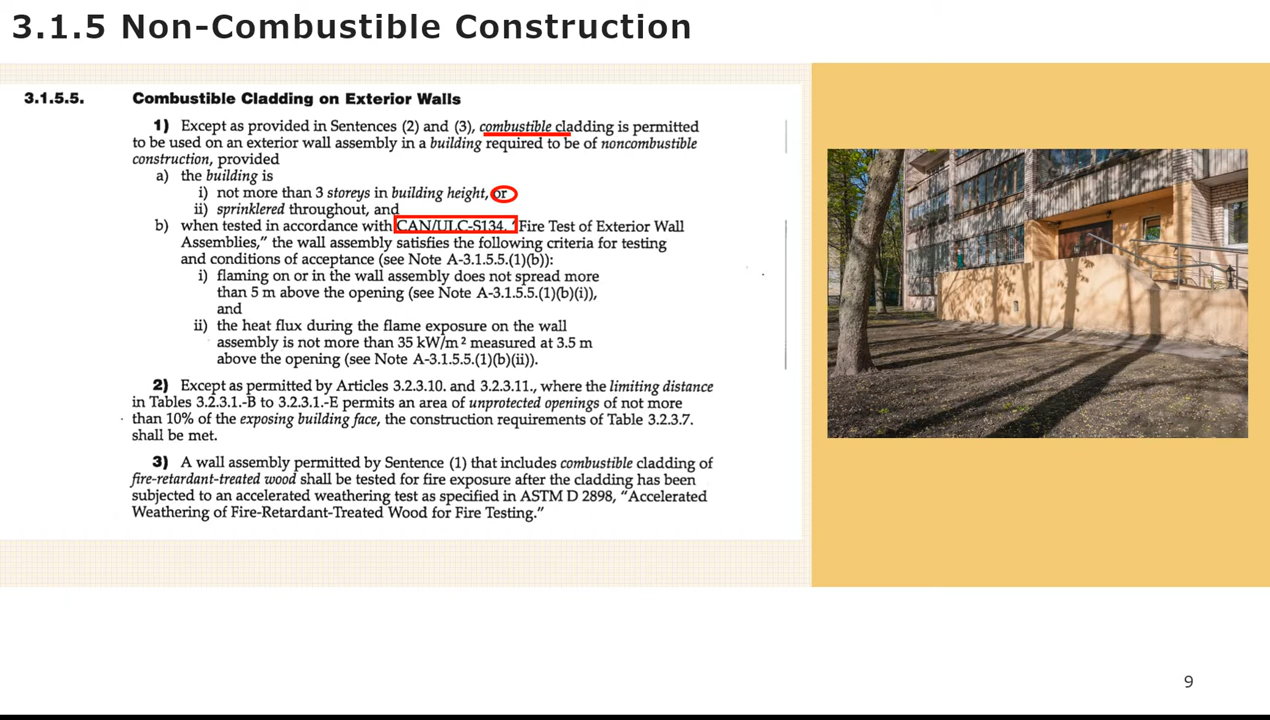 3.1.5 Non-Combustible Construction
3.1.5.5. Combustible Cladding on Exterior Walls
1) Except as provided in Sentences (2) and (3), combustible cladding is permitted
to be used on an exterior wall assembly in a building required to be of noncombustible
construction, provided
a) the building is
i) not more than 3 storeys in building height, or
ii) sprinklered throughout, and
b) when tested in accordance with CAN/ULC-S134, "Fire Test of Exterior Wall
Assemblies," the wall assembly satisfies the following criteria for testing
and conditions of acceptance (see Note A-3.1.5.5.(1)(b)):
i) flaming on or in the wall assembly does not spread more
than 5 m above the opening (see Note A-3.1.5.5.(1)(b)(i)),
and
ii) the heat flux during the flame exposure on the wall
assembly is not more than 35 kW/m² measured at 3.5 m
above the opening (see Note A-3.1.5.5.(1)(b)(ii)).
2) Except as permitted by Articles 3.2.3.10. and 3.2.3.11., where the limiting distance
in Tables 3.2.3.1.-B to 3.2.3.1.-E permits an area of unprotected openings of not more
than 10% of the exposing building face, the construction requirements of Table 3.2.3.7.
shall be met.
3) A wall assembly permitted by Sentence (1) that includes combustible cladding of
fire-retardant-treated wood shall be tested for fire exposure after the cladding has been
subjected to an accelerated weathering test as specified in ASTM D 2898, "Accelerated
Weathering of Fire-Retardant-Treated Wood for Fire Testing."
9